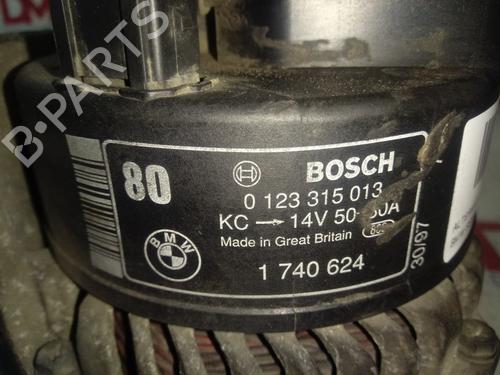 B-PARTS
80
BOSCH
0 123 315 013
KC → 14V 50-80A
Made in Great Britain
BMW
1 740 624
30/97